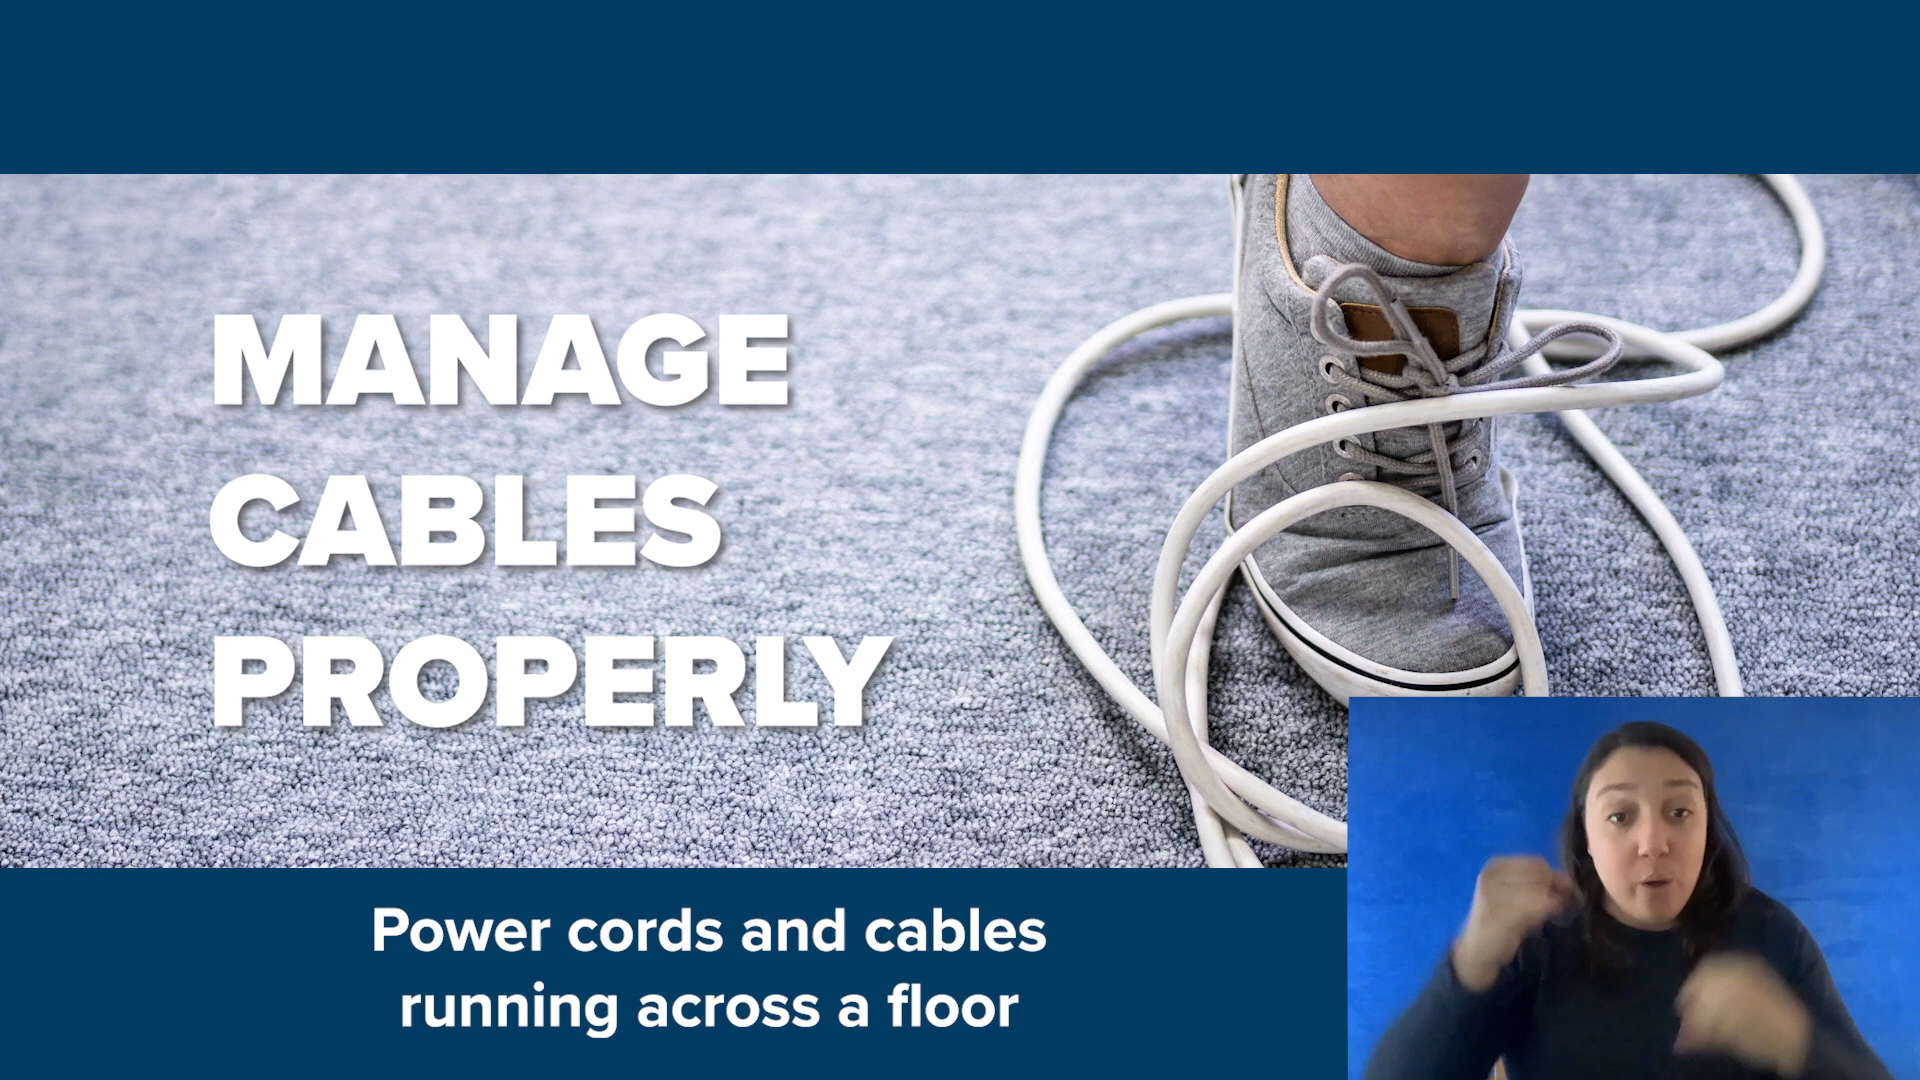 MANAGE
CABLES
PROPERLY
Power cords and cables
running across a floor